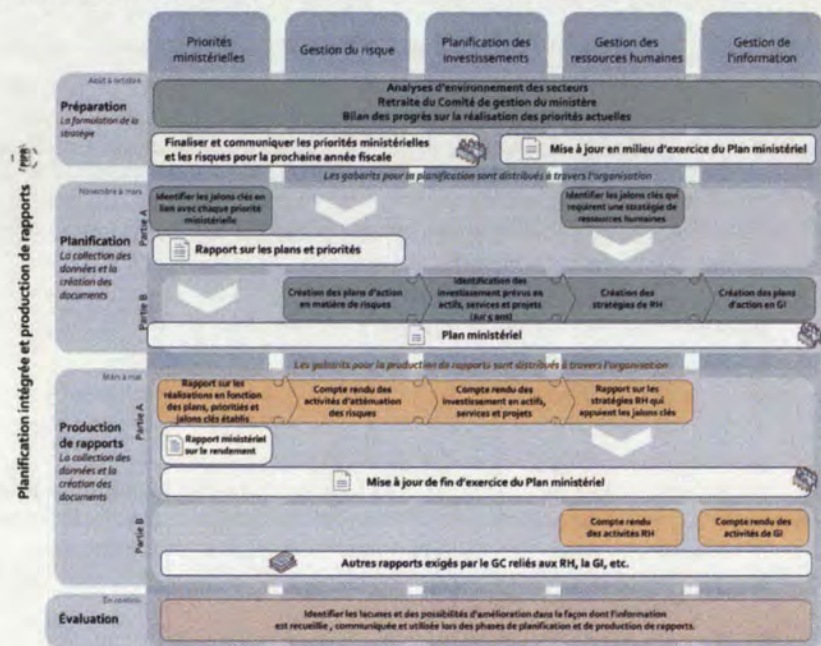 Planification intégrée et production de rapports
Priorités
ministérielles
Gestion du risque
Planification des
investissements
Gestion des
ressources humaines
Gestion de
l'information
Août à octobre
Préparation
La formulation de la
stratégie
Analyses d'environnement des secteurs
Retraite du Comité de gestion du ministère
Bilan des progrès sur la réalisation des priorités actuelles
Finaliser et communiquer les priorités ministérielles
et les risques pour la prochaine année fiscale
Mise à jour en milieu d'exercice du Plan ministériel
Les gabarits pour la planification sont distribués à travers l'organisation
Novembre à mars
Planification
La collection des
données et la
création des
documents
Partie A
Identifier les jalons clés en
lien avec chaque priorité
ministérielle
Identifier les jalons clés qui
requièrent une stratégie de
ressources humaines
Rapport sur les plans et priorités
Partie B
Création des plans d'action
en matière de risques
Identification des
investissement prévus en
actifs, services et projets
(sur 5 ans)
Création des
stratégies de RH
Création des plans
d'action en GI
Plan ministériel
Les gabarits pour la production de rapports sont distribués à travers l'organisation
Mars à mai
Production
de rapports
La collection des
données et la
création des
documents
Partie A
Rapport sur les
réalisations en fonction
des plans, priorités et
jalons clé établis
Compte rendu des
activités d'atténuation
des risques
Compte rendu des
investissement en actifs,
services et projets
Rapport sur les
stratégies RH qui
appuient les jalons clés
Rapport ministériel
sur le rendement
Mise à jour de fin d'exercice du Plan ministériel
Partie B
Compte rendu
des activités RH
Compte rendu des
activités de GI
Autres rapports exigés par le GC reliés aux RH, la GI, etc.
En continu
Évaluation
Identifier les lacunes et des possibilités d'amélioration dans la façon dont l'information
est recueillie, communiquée et utilisée lors des phases de planification et de production de rapports.